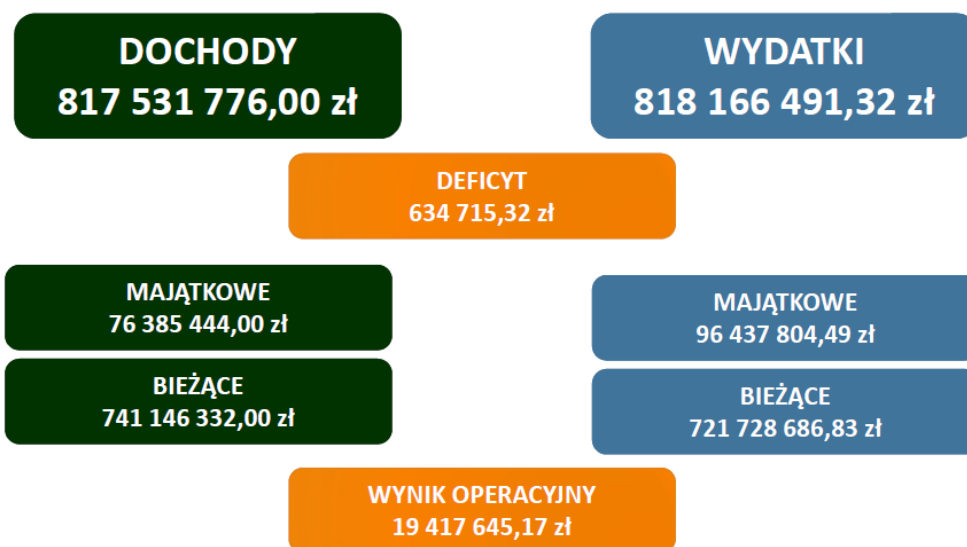 DOCHODY
817 531 776,00 zł
WYDATKI
818 166 491,32 zł
DEFICYT
634 715,32 zł
MAJĄTKOWE
76 385 444,00 zł
MAJĄTKOWE
96 437 804,49 zł
BIEŻĄCE
741 146 332,00 zł
BIEŻĄCE
721 728 686,83 zł
WYNIK OPERACYJNY
19 417 645,17 zł